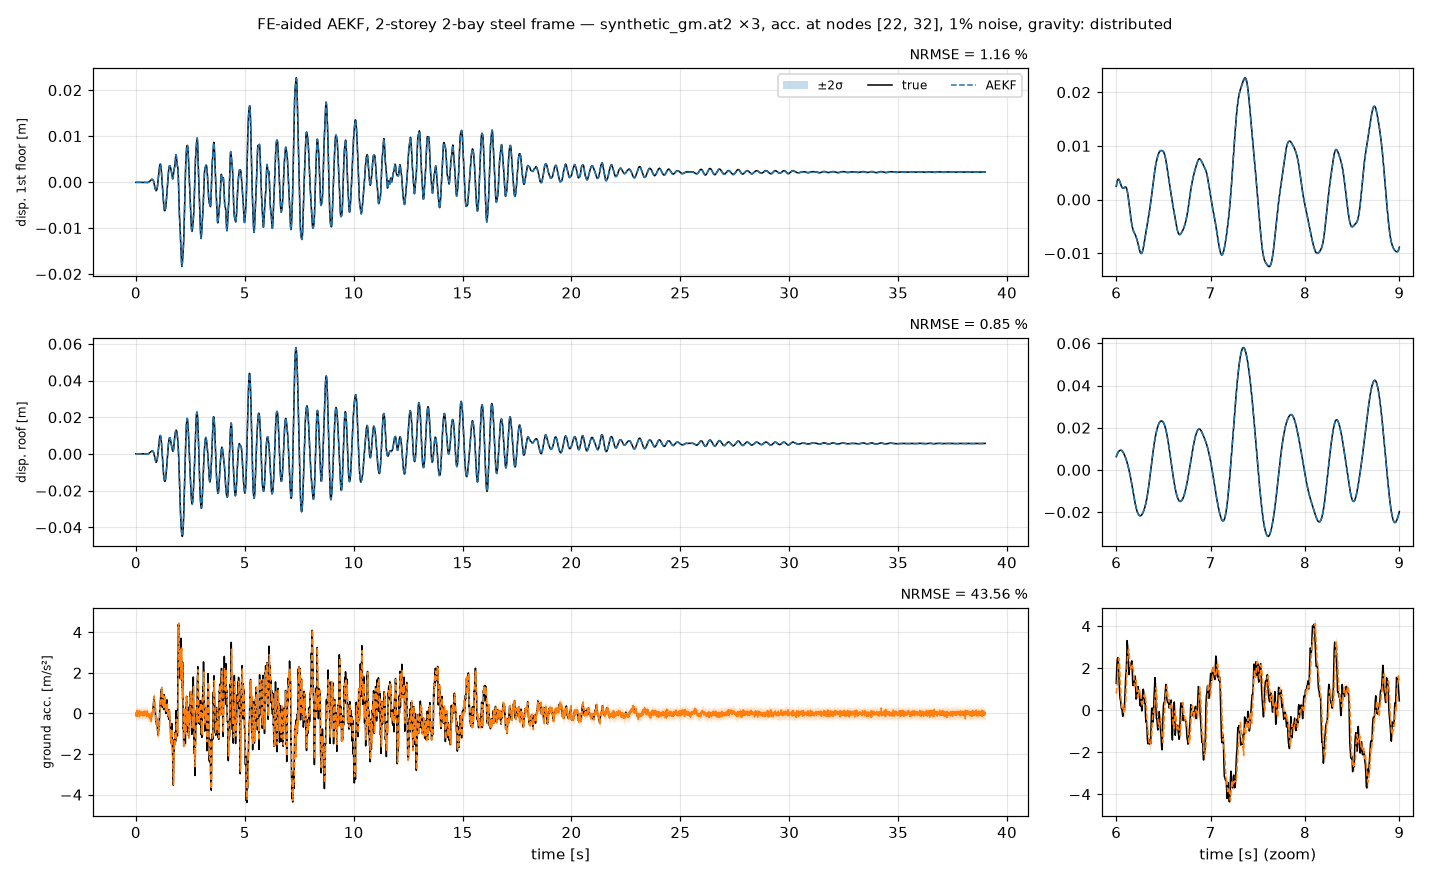 FE-aided AEKF, 2-storey 2-bay steel frame — synthetic_gm.at2 ×3, acc. at nodes [22, 32], 1% noise, gravity: distributed
NRMSE = 1.16 %
disp. 1st floor [m]
0.02
0.01
0.00
−0.01
−0.02
±2σ true AEKF
0 5 10 15 20 25 30 35 40
0.02
0.01
0.00
−0.01
6 7 8 9
NRMSE = 0.85 %
disp. roof [m]
0.06
0.04
0.02
0.00
−0.02
−0.04
0 5 10 15 20 25 30 35 40
0.06
0.04
0.02
0.00
−0.02
6 7 8 9
NRMSE = 43.56 %
ground acc. [m/s²]
4
2
0
−2
−4
0 5 10 15 20 25 30 35 40
time [s]
4
2
0
−2
−4
6 7 8 9
time [s] (zoom)